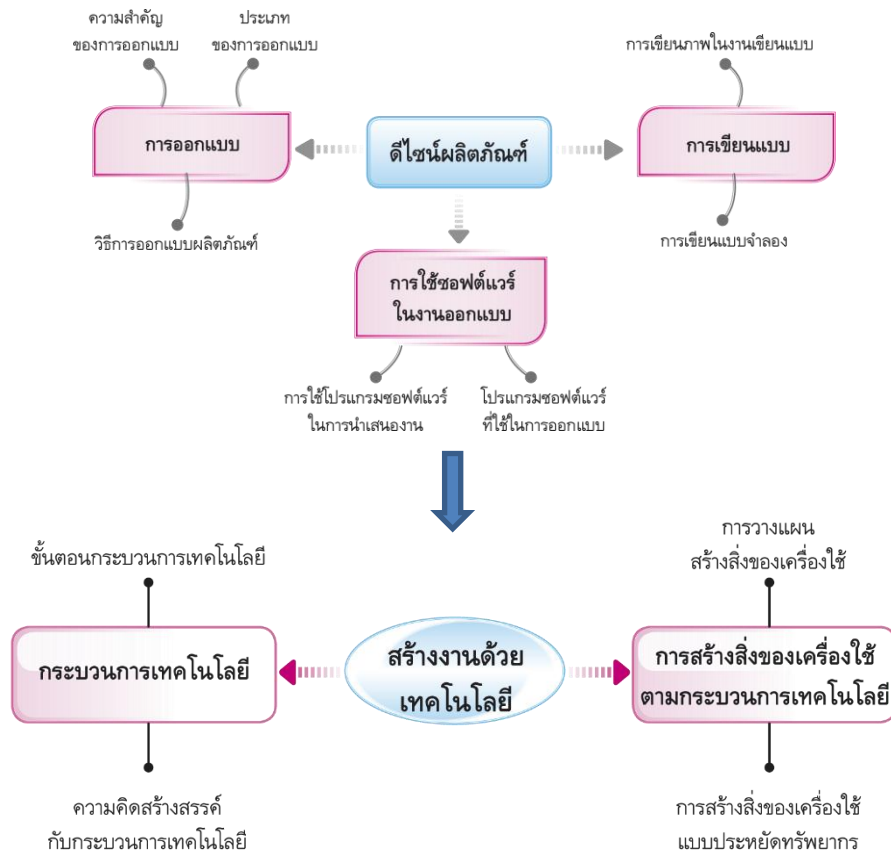 ความสำคัญ
ของการออกแบบ
ประเภท
ของการออกแบบ
การเขียนภาพในงานเขียนแบบ
การออกแบบ
ดีไซน์ผลิตภัณฑ์
การเขียนแบบ
วิธีการออกแบบผลิตภัณฑ์
การเขียนแบบจำลอง
การใช้ซอฟต์แวร์
ในงานออกแบบ
การใช้โปรแกรมซอฟต์แวร์
ในการนำเสนองาน
โปรแกรมซอฟต์แวร์
ที่ใช้ในการออกแบบ
ขั้นตอนกระบวนการเทคโนโลยี
การวางแผน
สร้างสิ่งของเครื่องใช้
กระบวนการเทคโนโลยี
สร้างงานด้วย
เทคโนโลยี
การสร้างสิ่งของเครื่องใช้
ตามกระบวนการเทคโนโลยี
ความคิดสร้างสรรค์
กับกระบวนการเทคโนโลยี
การสร้างสิ่งของเครื่องใช้
แบบประหยัดทรัพยากร